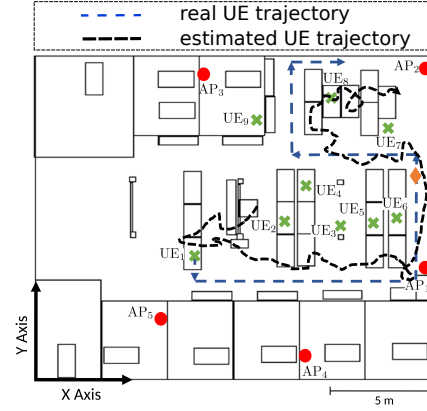 real UE trajectory
estimated UE trajectory
AP2
UE8
AP3
UE9
UE7
UE4
UE2
UE3
UE5
UE6
UE1
AP
AP5
AP4
Y Axis
X Axis
5 m